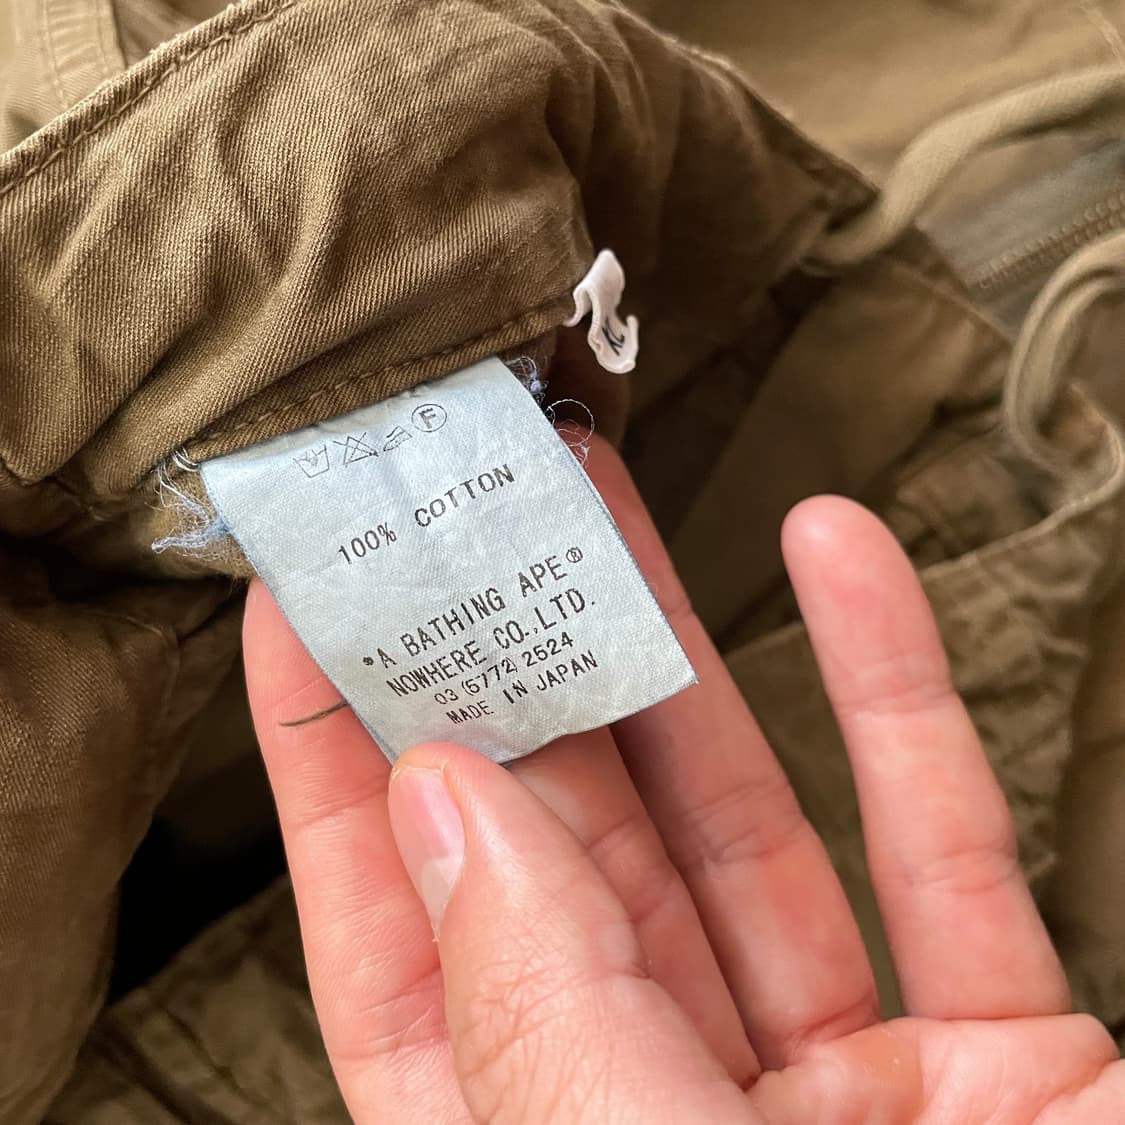 F
100% COTTON
*A BATHING APE®
NOWHERE CO.,LTD.
03 (5772) 2524
MADE IN JAPAN